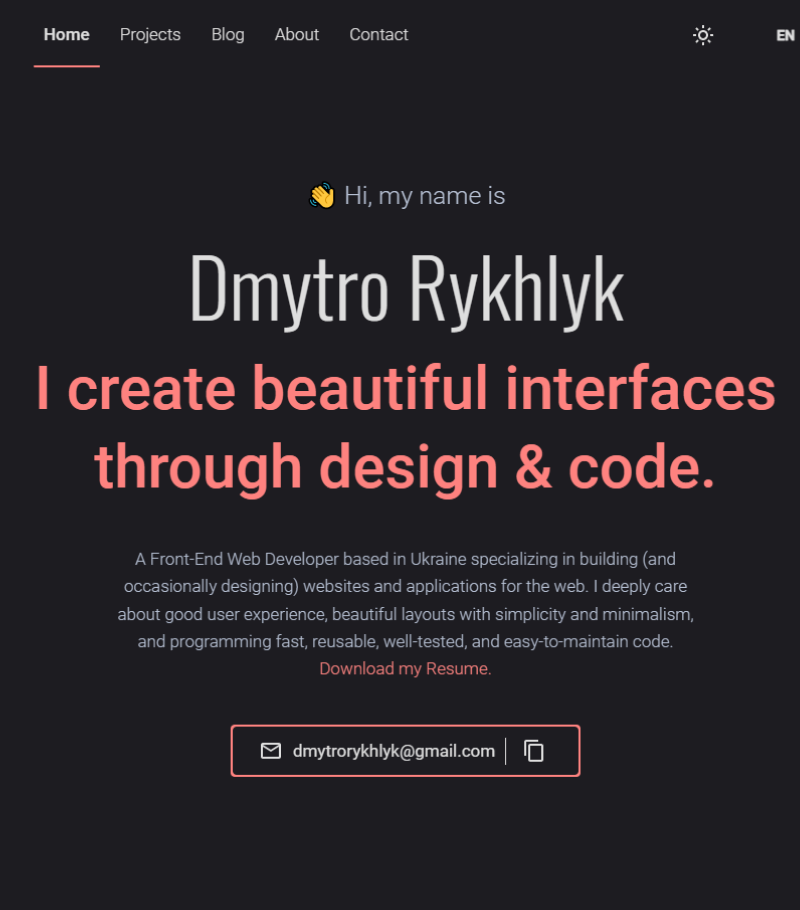 Home Projects Blog About Contact EN
👋 Hi, my name is
Dmytro Rykhlyk
I create beautiful interfaces
through design & code.
A Front-End Web Developer based in Ukraine specializing in building (and
occasionally designing) websites and applications for the web. I deeply care
about good user experience, beautiful layouts with simplicity and minimalism,
and programming fast, reusable, well-tested, and easy-to-maintain code.
Download my Resume.
dmytrorykhlyk@gmail.com